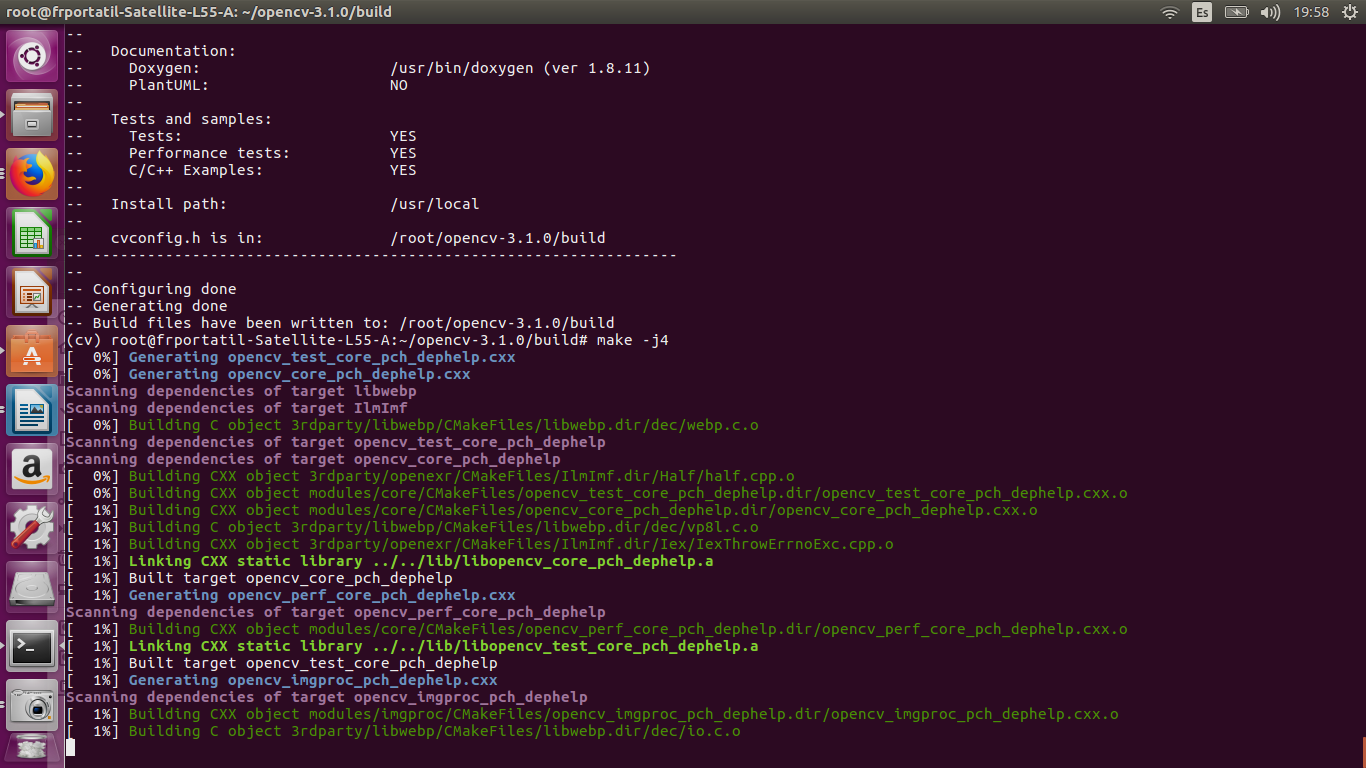 root@frportatil-Satellite-L55-A: ~/opencv-3.1.0/build
Es
19:58
--
--   Documentation:
--     Doxygen:                     /usr/bin/doxygen (ver 1.8.11)
--     PlantUML:                    NO
--
--   Tests and samples:
--     Tests:                       YES
--     Performance tests:           YES
--     C/C++ Examples:              YES
--
--   Install path:                  /usr/local
--
--   cvconfig.h is in:              /root/opencv-3.1.0/build
-- -----------------------------------------------------------------
--
-- Configuring done
-- Generating done
-- Build files have been written to: /root/opencv-3.1.0/build
(cv) root@frportatil-Satellite-L55-A:~/opencv-3.1.0/build# make -j4
[  0%] Generating opencv_test_core_pch_dephelp.cxx
[  0%] Generating opencv_core_pch_dephelp.cxx
Scanning dependencies of target libwebp
Scanning dependencies of target IlmImf
[  0%] Building C object 3rdparty/libwebp/CMakeFiles/libwebp.dir/dec/webp.c.o
Scanning dependencies of target opencv_test_core_pch_dephelp
Scanning dependencies of target opencv_core_pch_dephelp
[  0%] Building CXX object 3rdparty/openexr/CMakeFiles/IlmImf.dir/Half/half.cpp.o
[  0%] Building CXX object modules/core/CMakeFiles/opencv_test_core_pch_dephelp.dir/opencv_test_core_pch_dephelp.cxx.o
[  1%] Building CXX object modules/core/CMakeFiles/opencv_core_pch_dephelp.dir/opencv_core_pch_dephelp.cxx.o
[  1%] Building C object 3rdparty/libwebp/CMakeFiles/libwebp.dir/dec/vp8l.c.o
[  1%] Building CXX object 3rdparty/openexr/CMakeFiles/IlmImf.dir/Iex/IexThrowErrnoExc.cpp.o
[  1%] Linking CXX static library ../../lib/libopencv_core_pch_dephelp.a
[  1%] Built target opencv_core_pch_dephelp
[  1%] Generating opencv_perf_core_pch_dephelp.cxx
Scanning dependencies of target opencv_perf_core_pch_dephelp
[  1%] Building CXX object modules/core/CMakeFiles/opencv_perf_core_pch_dephelp.dir/opencv_perf_core_pch_dephelp.cxx.o
[  1%] Linking CXX static library ../../lib/libopencv_test_core_pch_dephelp.a
[  1%] Built target opencv_test_core_pch_dephelp
[  1%] Generating opencv_imgproc_pch_dephelp.cxx
Scanning dependencies of target opencv_imgproc_pch_dephelp
[  1%] Building CXX object modules/imgproc/CMakeFiles/opencv_imgproc_pch_dephelp.dir/opencv_imgproc_pch_dephelp.cxx.o
[  1%] Building C object 3rdparty/libwebp/CMakeFiles/libwebp.dir/dec/io.c.o